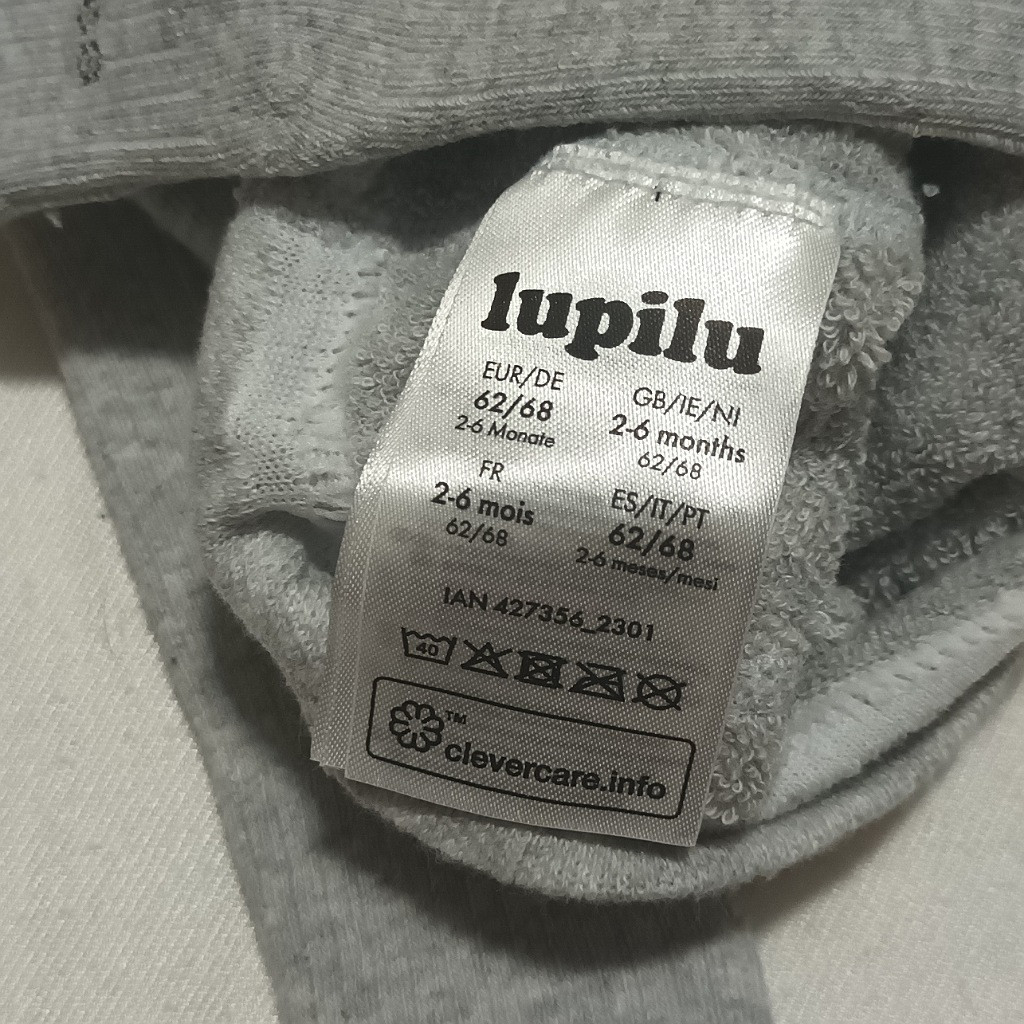 lupilu
EUR/DE
62/68
2-6 Monate
GB/IE/NI
2-6 months
62/68
FR
2-6 mois
62/68
ES/IT/PT
62/68
2-6 meses/mesi
IAN 427356_2301
40
™
clevercare.info